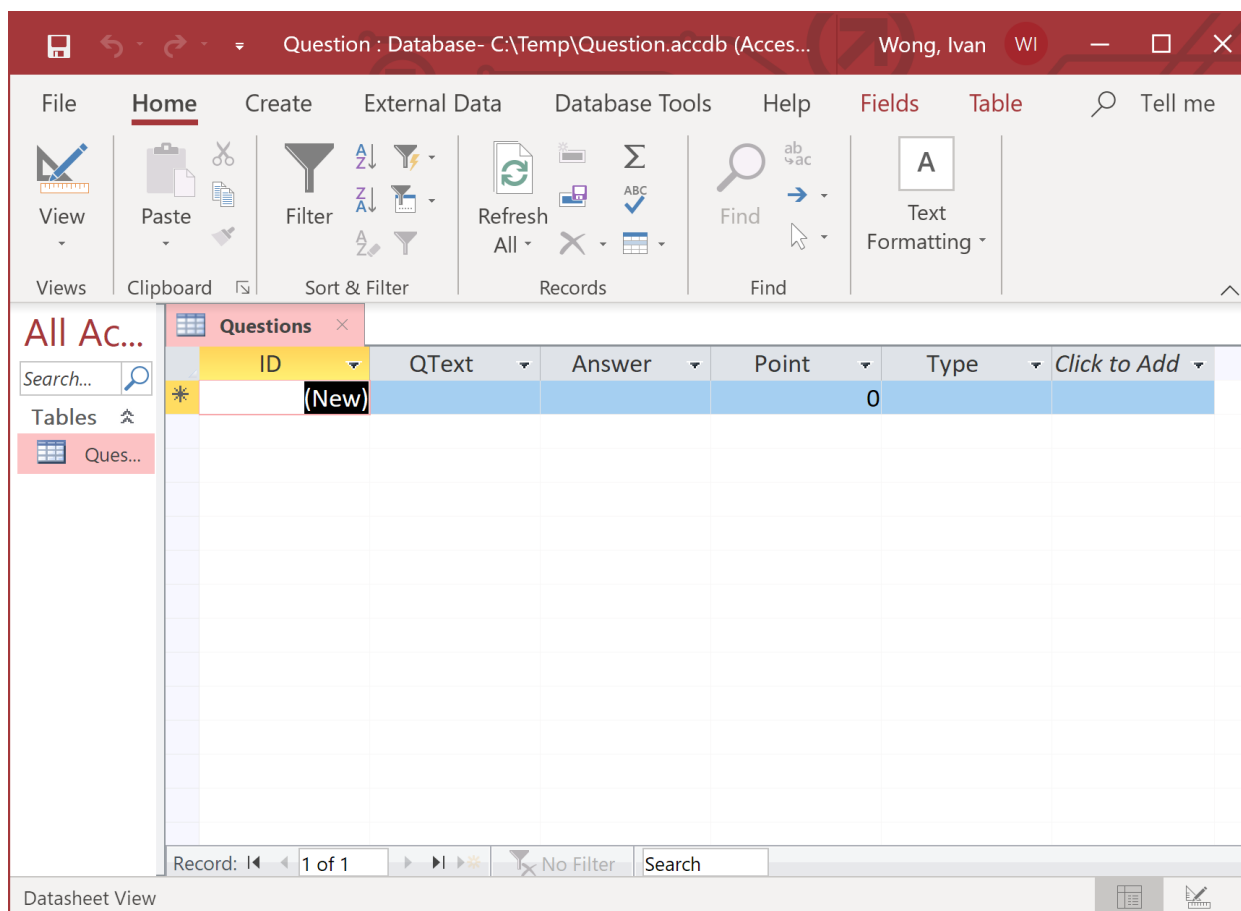 Question : Database- C:\Temp\Question.accdb (Acces... Wong, Ivan WI
File Home Create External Data Database Tools Help Fields Table Tell me
View
Paste
Filter
Refresh
All
Find
A
Text
Formatting
Views Clipboard Sort & Filter Records Find
All Ac...
Search...
Tables
Ques...
Questions
ID QText Answer Point Type Click to Add
(New) 0
Record: 1 of 1 No Filter Search
Datasheet View